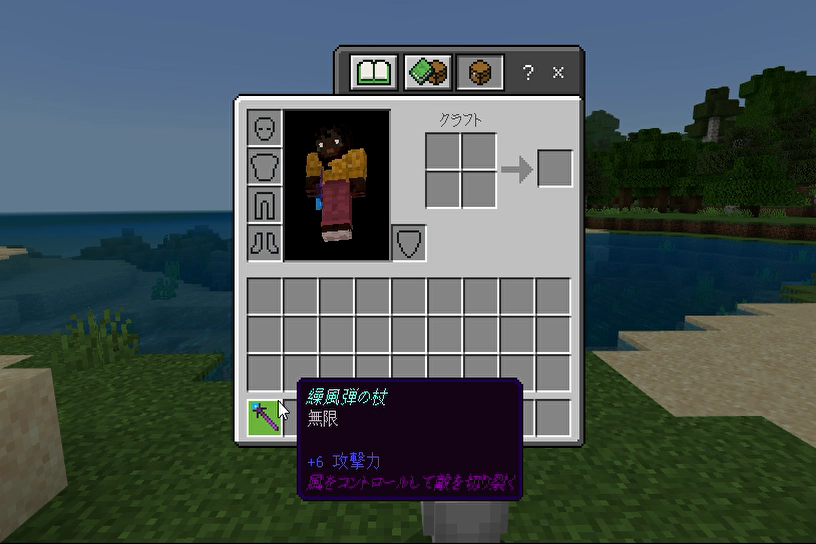 ? ×
クラフト
繰風弾の杖
無限
+6 攻撃力
風をコントロールして敵を切り裂く